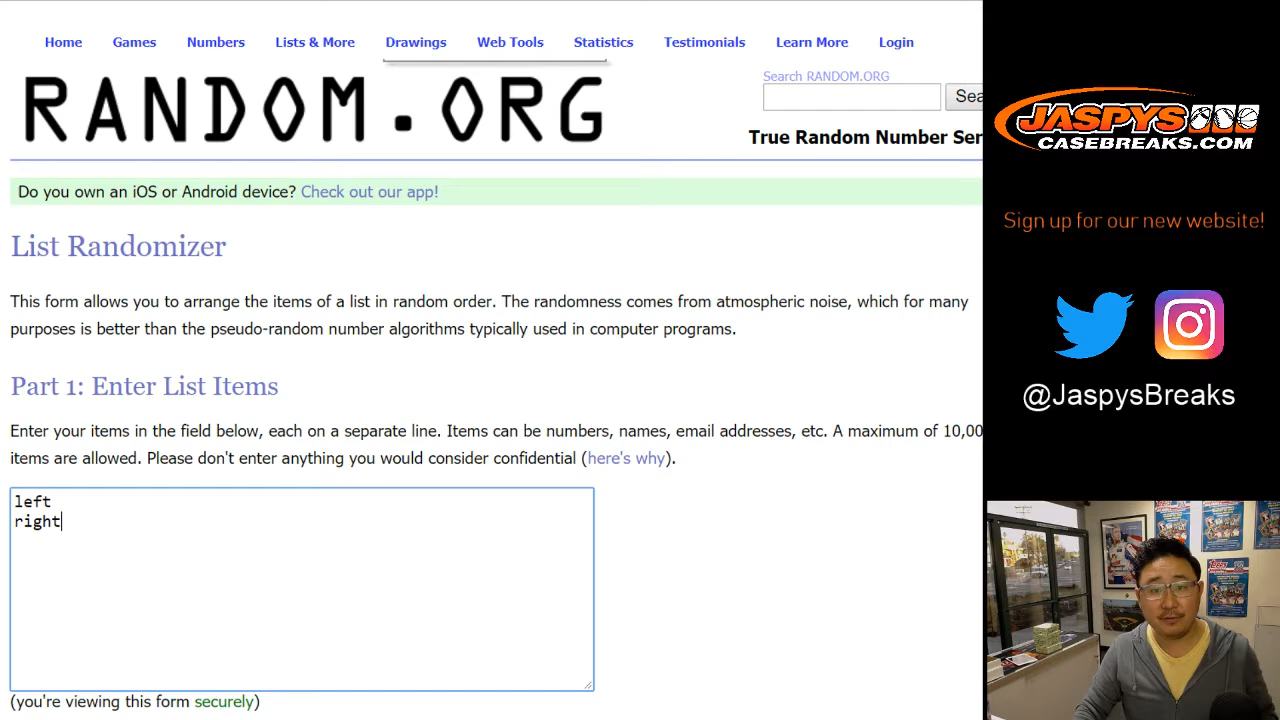 Home Games Numbers Lists & More Drawings Web Tools Statistics Testimonials Learn More Login
RANDOM.ORG
Search RANDOM.ORG
Sea
True Random Number Ser
Do you own an iOS or Android device? Check out our app!
List Randomizer
This form allows you to arrange the items of a list in random order. The randomness comes from atmospheric noise, which for many
purposes is better than the pseudo-random number algorithms typically used in computer programs.
Part 1: Enter List Items
Enter your items in the field below, each on a separate line. Items can be numbers, names, email addresses, etc. A maximum of 10,00
items are allowed. Please don't enter anything you would consider confidential (here's why).
left
right
(you're viewing this form securely)
JASPYS
CASEBREAKS.COM
Sign up for our new website!
@JaspysBreaks